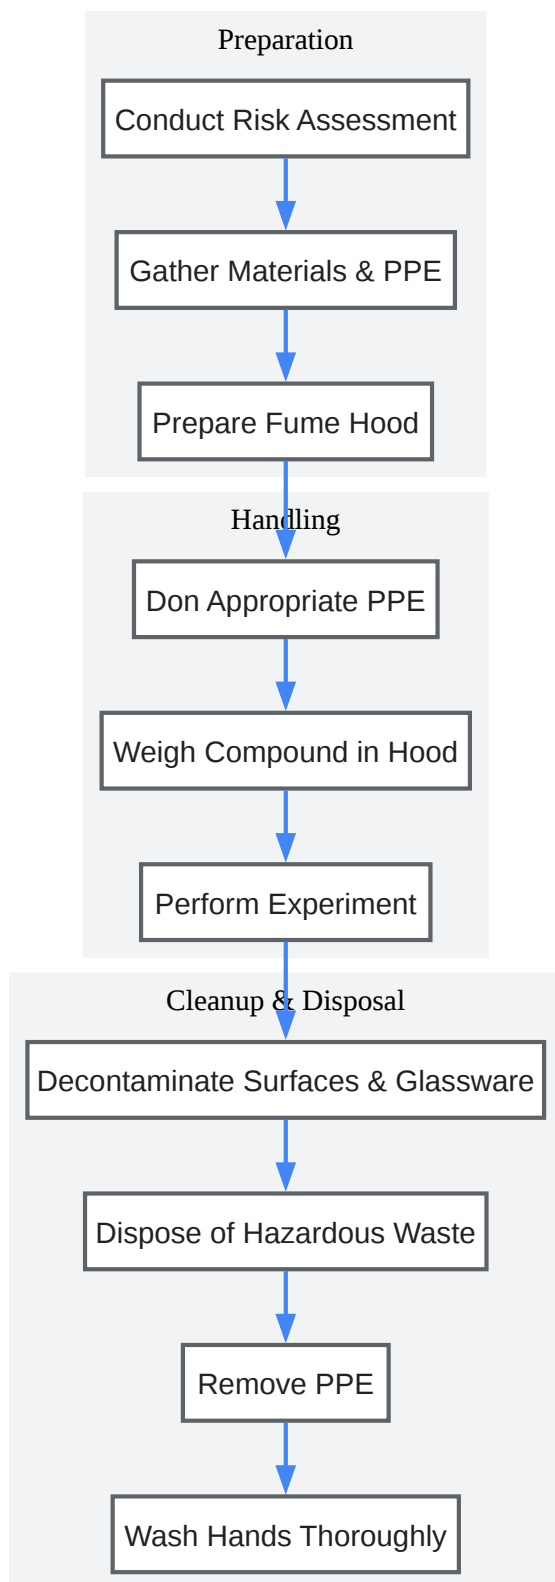 Preparation
Conduct Risk Assessment
Gather Materials & PPE
Prepare Fume Hood
Handling
Don Appropriate PPE
Weigh Compound in Hood
Perform Experiment
Cleanup & Disposal
Decontaminate Surfaces & Glassware
Dispose of Hazardous Waste
Remove PPE
Wash Hands Thoroughly